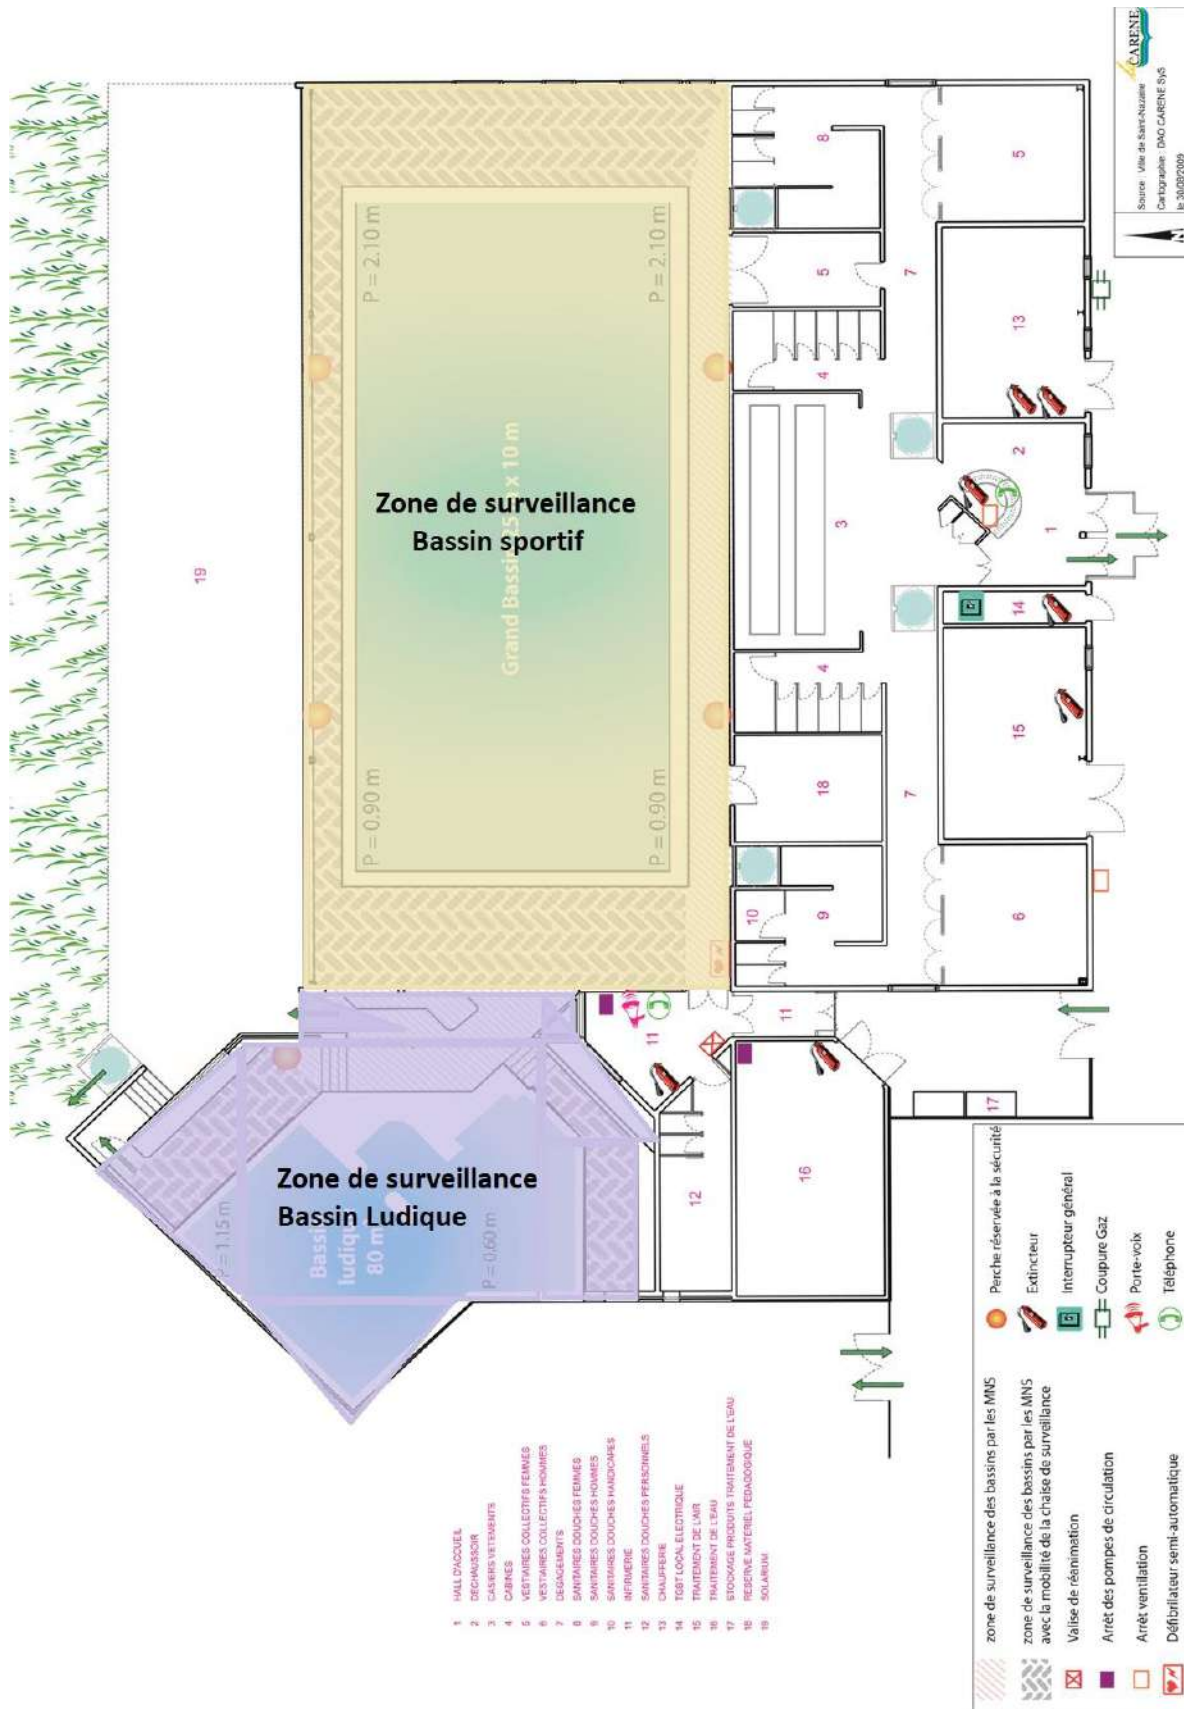 CARENE
Source : Ville de Saint-Nazaire
Cartographie : DAO CARENE SyS
le 30/08/2009
N
19
P = 2.10 m
P = 2.10 m
Grand Bassin 25 m x 10 m
Zone de surveillance
Bassin sportif
P = 0.90 m
P = 0.90 m
8
5
5
7
13
4
2
3
1
14
4
15
18
7
10
9
6
11
11
17
12
16
P = 1.15 m
Bassin
ludique
80 m
P = 0.60 m
Zone de surveillance
Bassin Ludique
1 HALL D'ACCUEIL
2 DECHAUSSOIR
3 CASIERS VETEMENTS
4 CABINES
5 VESTIAIRES COLLECTIFS FEMMES
6 VESTIAIRES COLLECTIFS HOMMES
7 DEGAGEMENTS
8 SANITAIRES DOUCHES FEMMES
9 SANITAIRES DOUCHES HOMMES
10 SANITAIRES DOUCHES HANDICAPES
11 INFIRMERIE
12 SANITAIRES DOUCHES PERSONNELS
13 CHAUFFERIE
14 TGBT LOCAL ELECTRIQUE
15 TRAITEMENT DE L'AIR
16 TRAITEMENT DE L'EAU
17 STOCKAGE PRODUITS TRAITEMENT DE L'EAU
18 RESERVE MATERIEL PEDAGOGIQUE
19 SOLARIUM
zone de surveillance des bassins par les MNS
zone de surveillance des bassins par les MNS
avec la mobilité de la chaise de surveillance
Valise de réanimation
Arrêt des pompes de circulation
Arrêt ventilation
Défibrilateur semi-automatique
Perche réservée à la sécurité
Extincteur
Interrupteur général
Coupure Gaz
Porte-voix
Téléphone